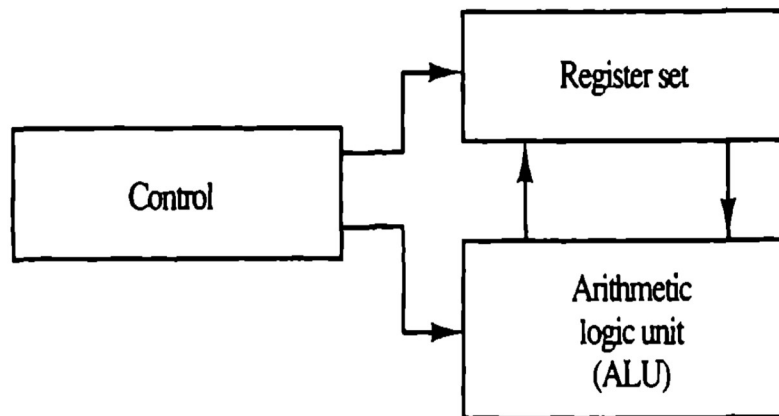 Register set
Control
Arithmetic
logic unit
(ALU)